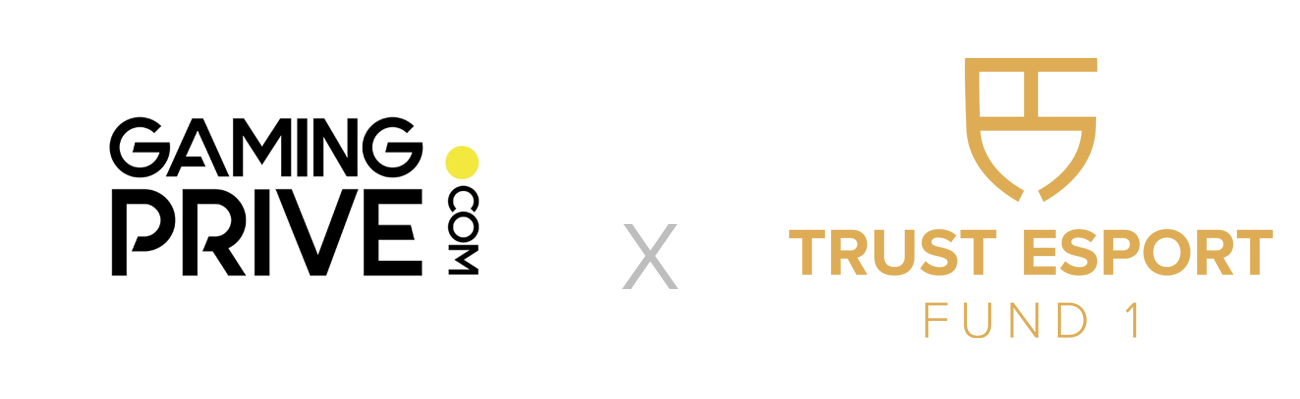 GAMING
PRIVE
.COM
X
TRUST ESPORT
FUND 1